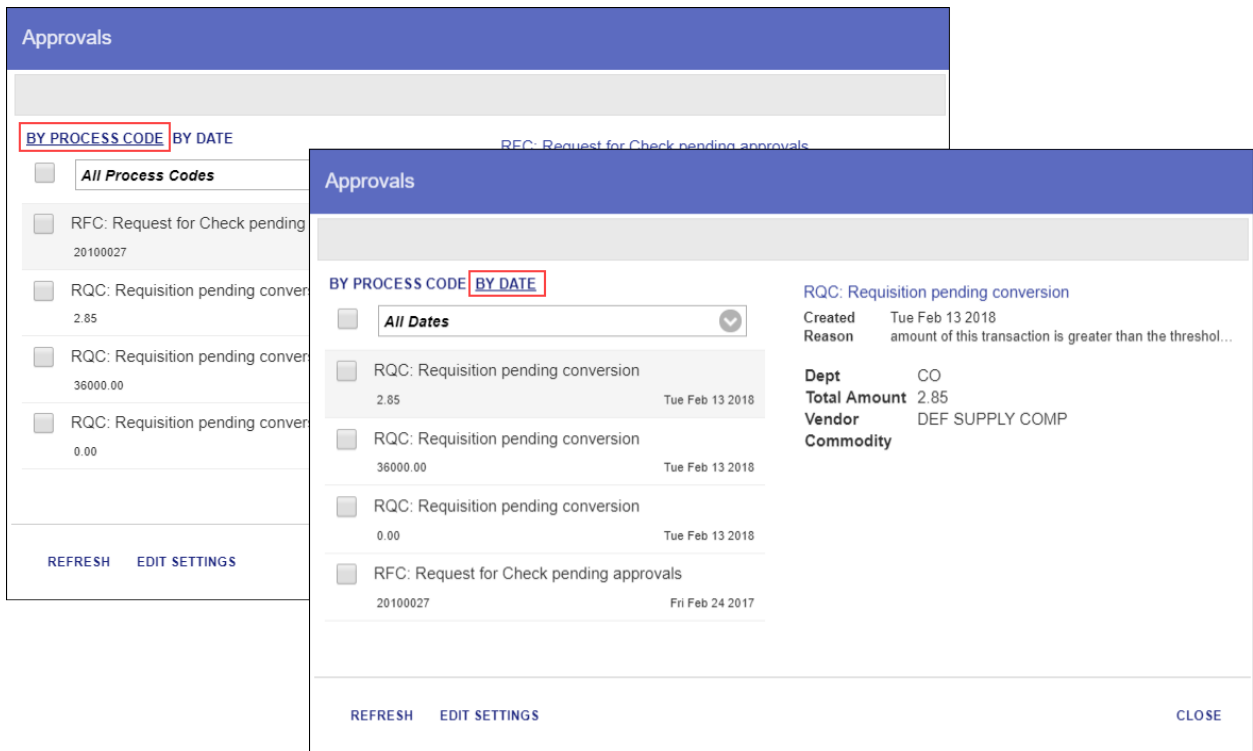 Approvals
BY PROCESS CODE BY DATE
RFC: Request for Check pending approvals
All Process Codes
RFC: Request for Check pending
20100027
RQC: Requisition pending conver
2.85
RQC: Requisition pending conver
36000.00
RQC: Requisition pending conver
0.00
REFRESH EDIT SETTINGS
Approvals
BY PROCESS CODE BY DATE
All Dates
RQC: Requisition pending conversion
2.85 Tue Feb 13 2018
RQC: Requisition pending conversion
36000.00 Tue Feb 13 2018
RQC: Requisition pending conversion
0.00 Tue Feb 13 2018
RFC: Request for Check pending approvals
20100027 Fri Feb 24 2017
RQC: Requisition pending conversion
Created Tue Feb 13 2018
Reason amount of this transaction is greater than the threshol...
Dept CO
Total Amount 2.85
Vendor DEF SUPPLY COMP
Commodity
REFRESH EDIT SETTINGS
CLOSE